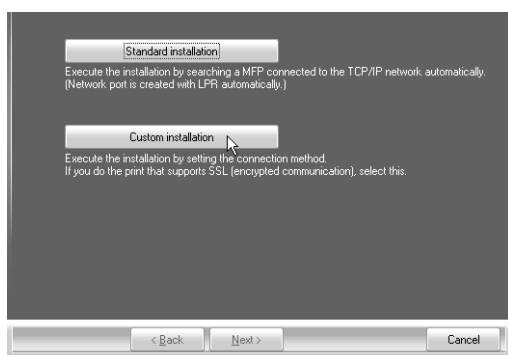 Standard installation
Execute the installation by searching a MFP connected to the TCP/IP network automatically.
(Network port is created with LPR automatically.)
Custom installation
Execute the installation by setting the connection method.
If you do the print that supports SSL (encrypted communication), select this.
< Back
Next >
Cancel